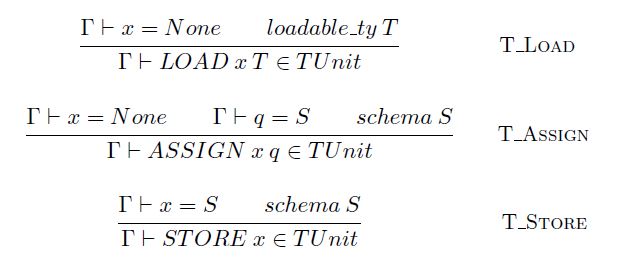 Γ ⊢ x = None loadable_ty T
Γ ⊢ LOAD x T ∈ TUnit
T_Load
Γ ⊢ x = None Γ ⊢ q = S schema S
Γ ⊢ ASSIGN x q ∈ TUnit
T_Assign
Γ ⊢ x = S schema S
Γ ⊢ STORE x ∈ TUnit
T_Store